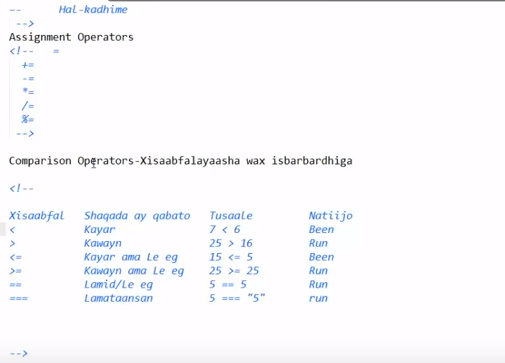 -- Hal-kadhime
-->
Assignment Operators
<!-- =
+=
-=
*=
/=
%=
-->
Comparison Operators-Xisaabfalayaasha wax isbarbardhiga
<!--
Xisaabfal Shaqada ay qabato Tusaale Natiijo
< Kayar 7 < 6 Been
> Kawayn 25 > 16 Run
<= Kayar ama Le eg 15 <= 5 Been
>= Kawayn ama Le eg 25 >= 25 Run
== Lamid/Le eg 5 == 5 Run
=== Lamataansan 5 === "5" run
-->